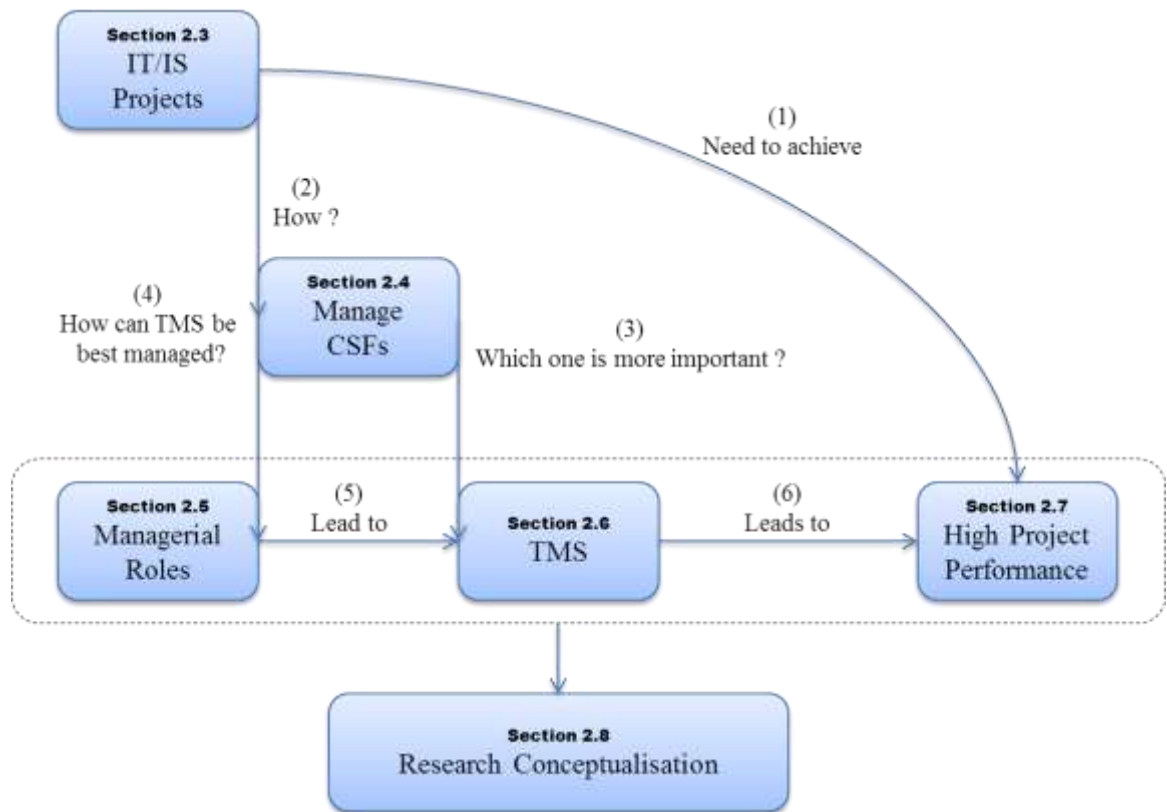 Section 2.3
IT/IS
Projects
(1)
Need to achieve
(2)
How ?
Section 2.4
Manage
CSFs
(4)
How can TMS be
best managed?
(3)
Which one is more important ?
Section 2.5
Managerial
Roles
(5)
Lead to
Section 2.6
TMS
(6)
Leads to
Section 2.7
High Project
Performance
Section 2.8
Research Conceptualisation